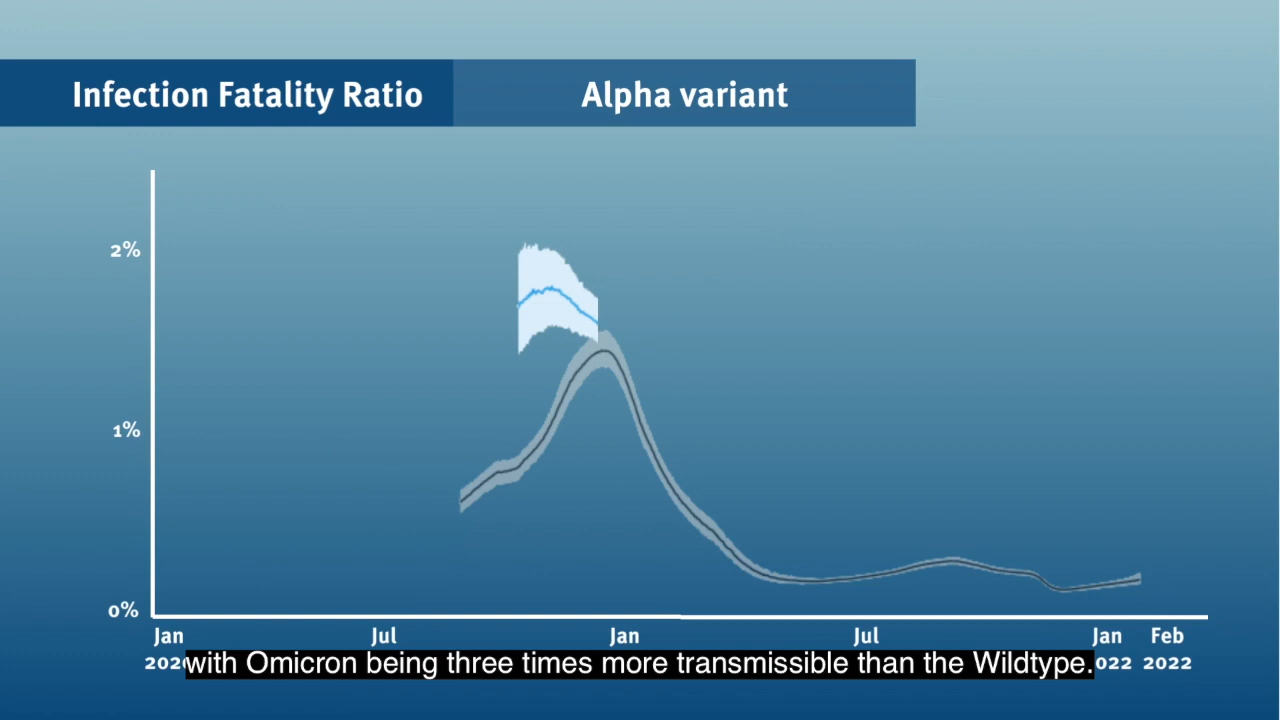 Infection Fatality Ratio
Alpha variant
2%
1%
0%
Jan Jul Jan Jul Jan Feb
2022
with Omicron being three times more transmissible than the Wildtype.